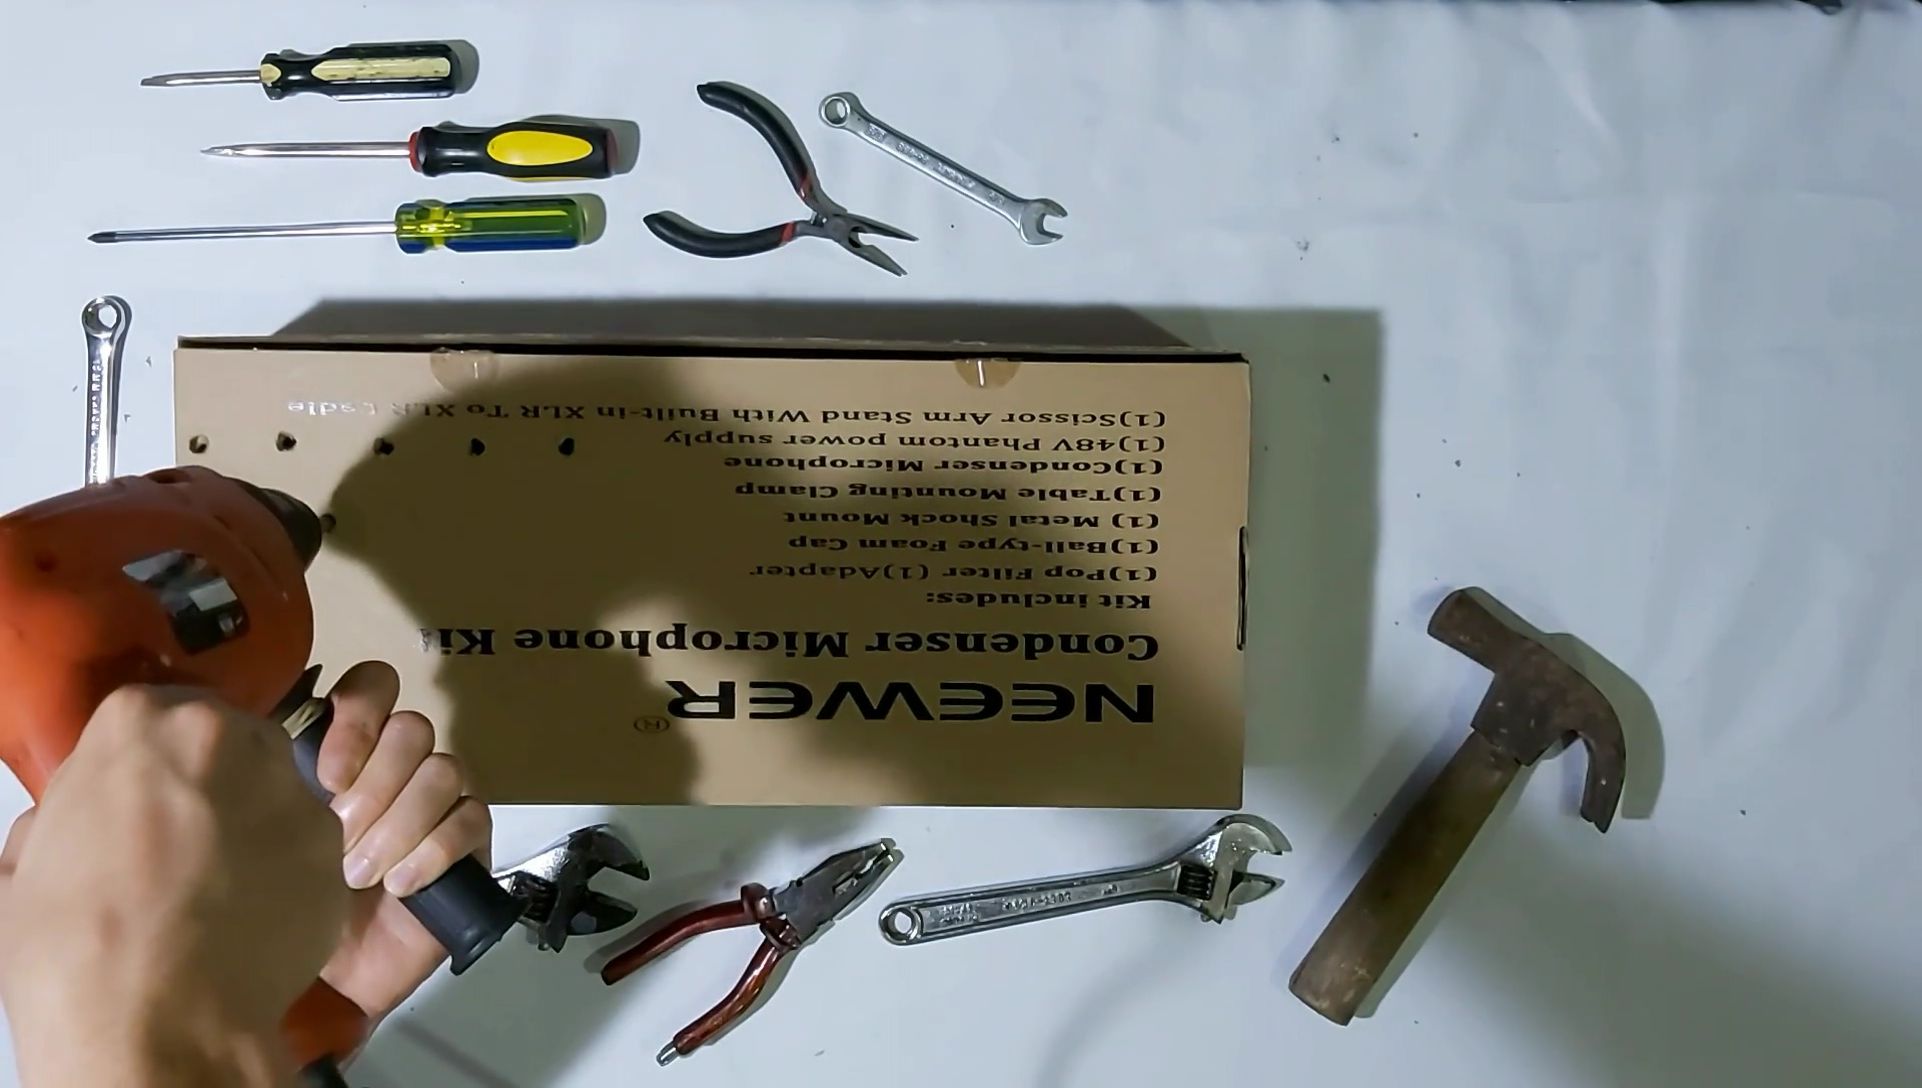 NEEWER®
Condenser Microphone Kit
Kit includes:
(1)Pop Filter (1)Adapter
(1)Ball-type Foam Cap
(1) Metal Shock Mount
(1)Table Mounting Clamp
(1)Condenser Microphone
(1)48V Phantom power supply
(1)Scissor Arm Stand With Built-in XLR To XLR Cable